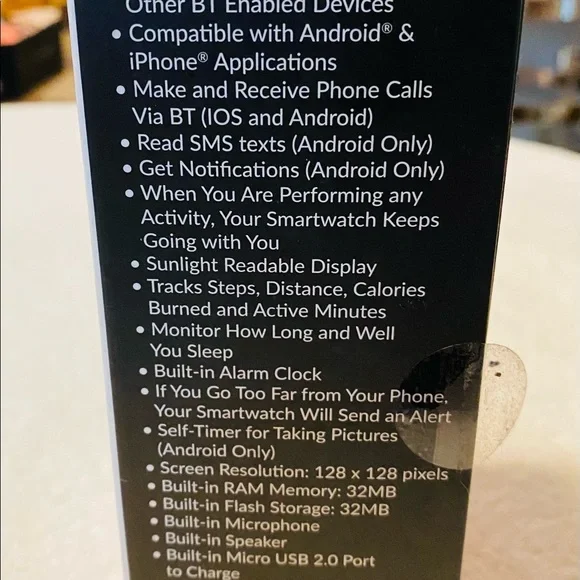 Other BT Enabled Devices
• Compatible with Android® &
iPhone® Applications
• Make and Receive Phone Calls
Via BT (IOS and Android)
• Read SMS texts (Android Only)
• Get Notifications (Android Only)
• When You Are Performing any
Activity, Your Smartwatch Keeps
Going with You
• Sunlight Readable Display
• Tracks Steps, Distance, Calories
Burned and Active Minutes
• Monitor How Long and Well
You Sleep
• Built-in Alarm Clock
• If You Go Too Far from Your Phone,
Your Smartwatch Will Send an Alert
• Self-Timer for Taking Pictures
(Android Only)
• Screen Resolution: 128 x 128 pixels
• Built-in RAM Memory: 32MB
• Built-in Flash Storage: 32MB
• Built-in Microphone
• Built-in Speaker
• Built-in Micro USB 2.0 Port
to Charge